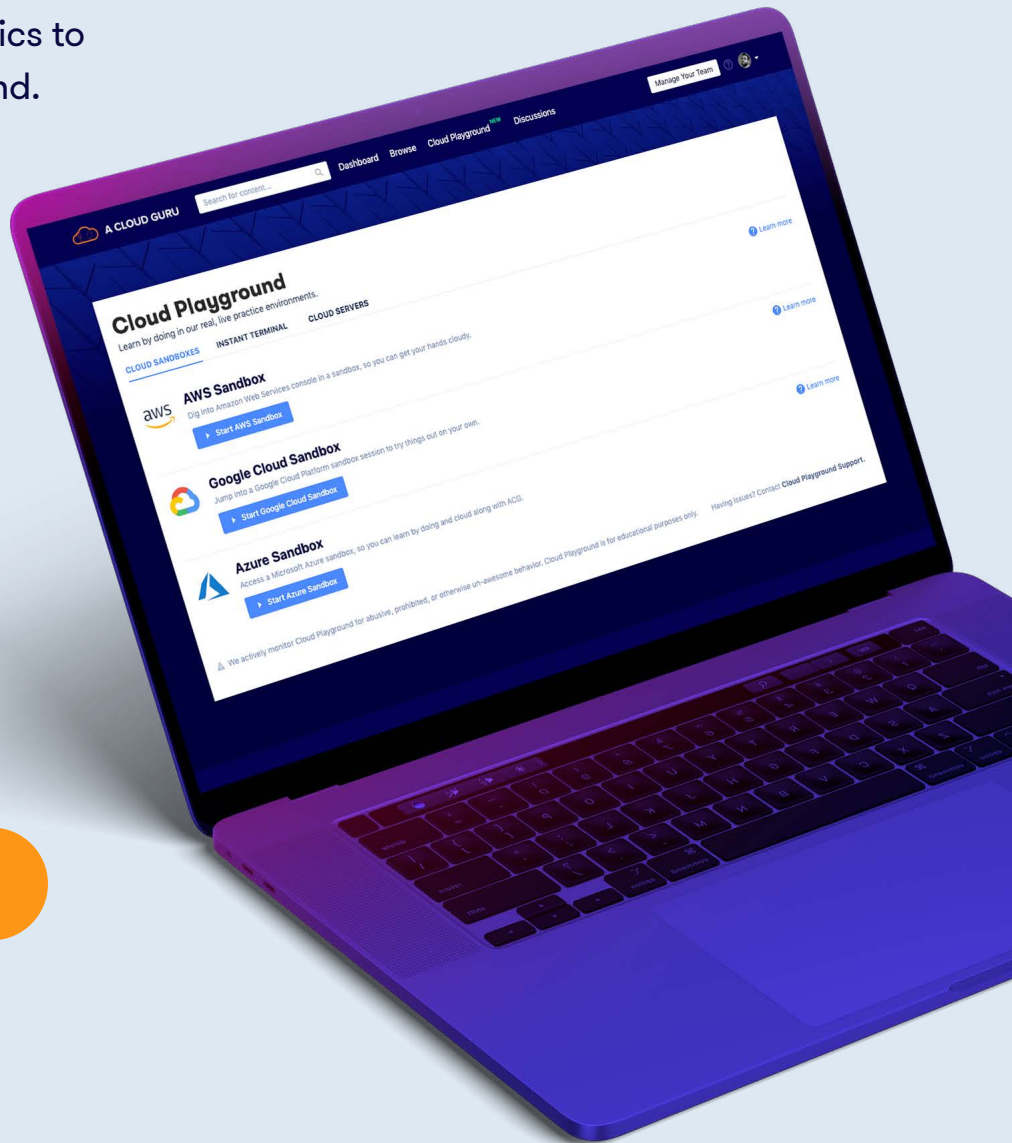 ics to
nd.
Manage Your Team
A CLOUD GURU
Search for content...
Dashboard Browse Cloud Playground NEW Discussions
Cloud Playground
Learn by doing in our real, live practice environments.
CLOUD SANDBOXES INSTANT TERMINAL CLOUD SERVERS
Learn more
aws
AWS Sandbox
Dig into Amazon Web Services console in a sandbox, so you can get your hands cloudy.
Start AWS Sandbox
Learn more
Google Cloud Sandbox
Jump into a Google Cloud Platform sandbox session to try things out on your own.
Start Google Cloud Sandbox
Learn more
Azure Sandbox
Access a Microsoft Azure sandbox, so you can learn by doing and cloud along with ACG.
Start Azure Sandbox
We actively monitor Cloud Playground for abusive, prohibited, or otherwise un-awesome behavior. Cloud Playground is for educational purposes only. Having issues? Contact Cloud Playground Support.